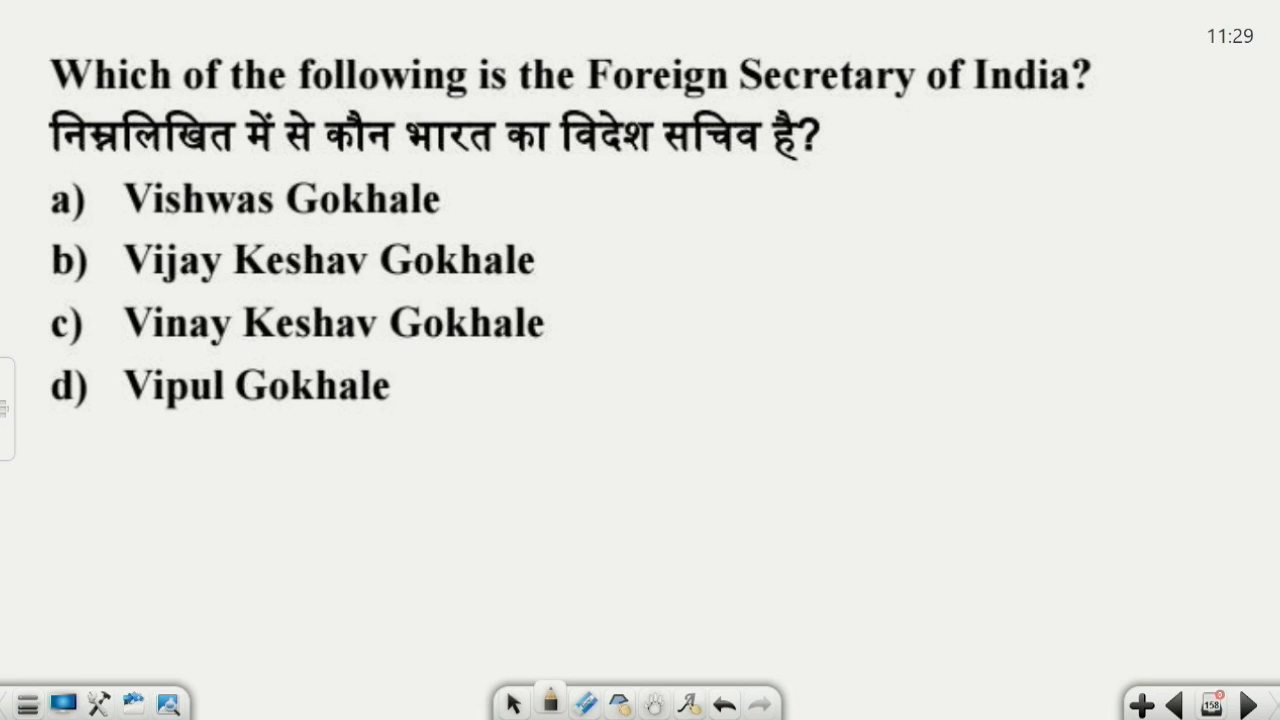 11:29
Which of the following is the Foreign Secretary of India?
निम्नलिखित में से कौन भारत का विदेश सचिव है?
a) Vishwas Gokhale
b) Vijay Keshav Gokhale
c) Vinay Keshav Gokhale
d) Vipul Gokhale
158